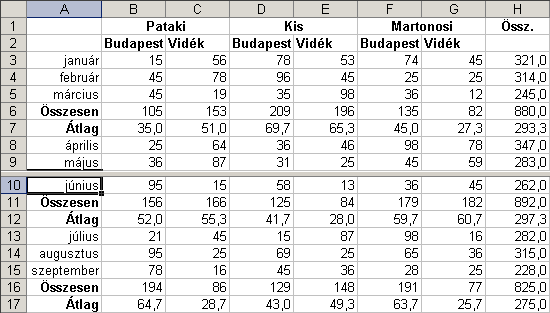 A B C D E F G H
1 Pataki Kis Martonosi Össz.
2 Budapest Vidék Budapest Vidék Budapest Vidék
3 január 15 56 78 53 74 45 321,0
4 február 45 78 96 45 25 25 314,0
5 március 45 19 35 98 36 12 245,0
6 Összesen 105 153 209 196 135 82 880,0
7 Átlag 35,0 51,0 69,7 65,3 45,0 27,3 293,3
8 április 25 64 36 46 98 78 347,0
9 május 36 87 31 25 45 59 283,0
10 június 95 15 58 13 36 45 262,0
11 Összesen 156 166 125 84 179 182 892,0
12 Átlag 52,0 55,3 41,7 28,0 59,7 60,7 297,3
13 július 21 45 15 87 98 16 282,0
14 augusztus 95 25 69 25 65 36 315,0
15 szeptember 78 16 45 36 28 25 228,0
16 Összesen 194 86 129 148 191 77 825,0
17 Átlag 64,7 28,7 43,0 49,3 63,7 25,7 275,0